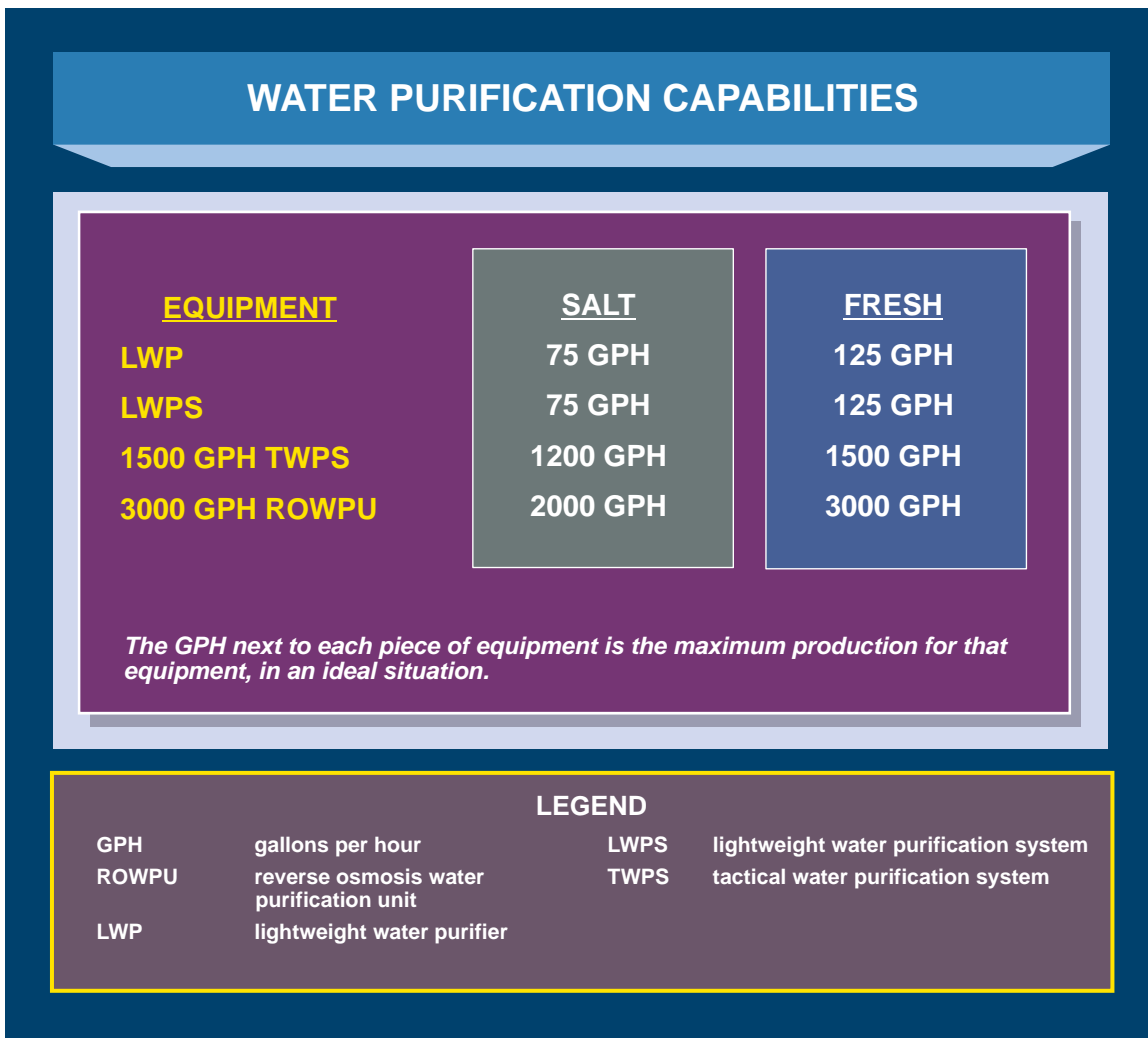 WATER PURIFICATION CAPABILITIES
EQUIPMENT SALT FRESH
LWP 75 GPH 125 GPH
LWPS 75 GPH 125 GPH
1500 GPH TWPS 1200 GPH 1500 GPH
3000 GPH ROWPU 2000 GPH 3000 GPH
The GPH next to each piece of equipment is the maximum production for that
equipment, in an ideal situation.
LEGEND
GPH gallons per hour LWPS lightweight water purification system
ROWPU reverse osmosis water TWPS tactical water purification system
purification unit
LWP lightweight water purifier